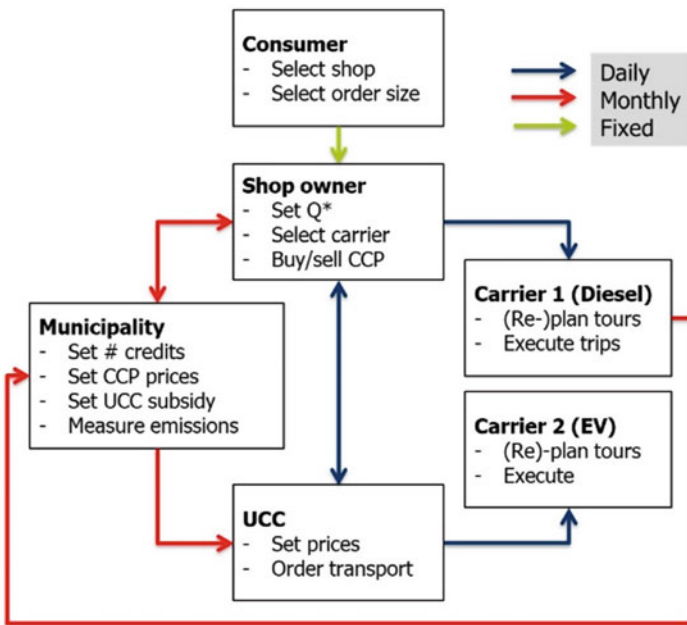 Consumer
- Select shop
- Select order size
Daily
Monthly
Fixed
Shop owner
- Set Q*
- Select carrier
- Buy/sell CCP
Carrier 1 (Diesel)
- (Re-)plan tours
- Execute trips
Municipality
- Set # credits
- Set CCP prices
- Set UCC subsidy
- Measure emissions
Carrier 2 (EV)
- (Re)-plan tours
- Execute
UCC
- Set prices
- Order transport